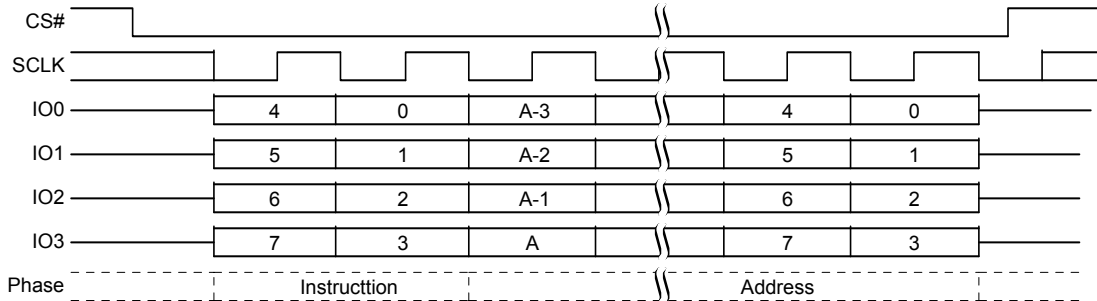 CS#
SCLK
IO0 4 0 A-3 4 0
IO1 5 1 A-2 5 1
IO2 6 2 A-1 6 2
IO3 7 3 A 7 3
Phase Instructtion Address